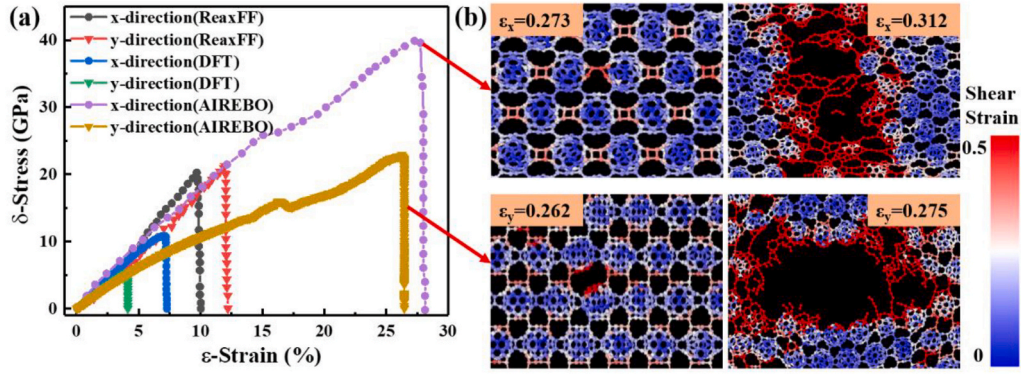 (a)
x-direction(ReaxFF)
y-direction(ReaxFF)
x-direction(DFT)
y-direction(DFT)
x-direction(AIREBO)
y-direction(AIREBO)
40
30
20
10
0
δ-Stress (GPa)
0
5
10
15
20
25
30
ε-Strain (%)
(b)
εx=0.273
εx=0.312
εy=0.262
εy=0.275
Shear
Strain
0.5
0